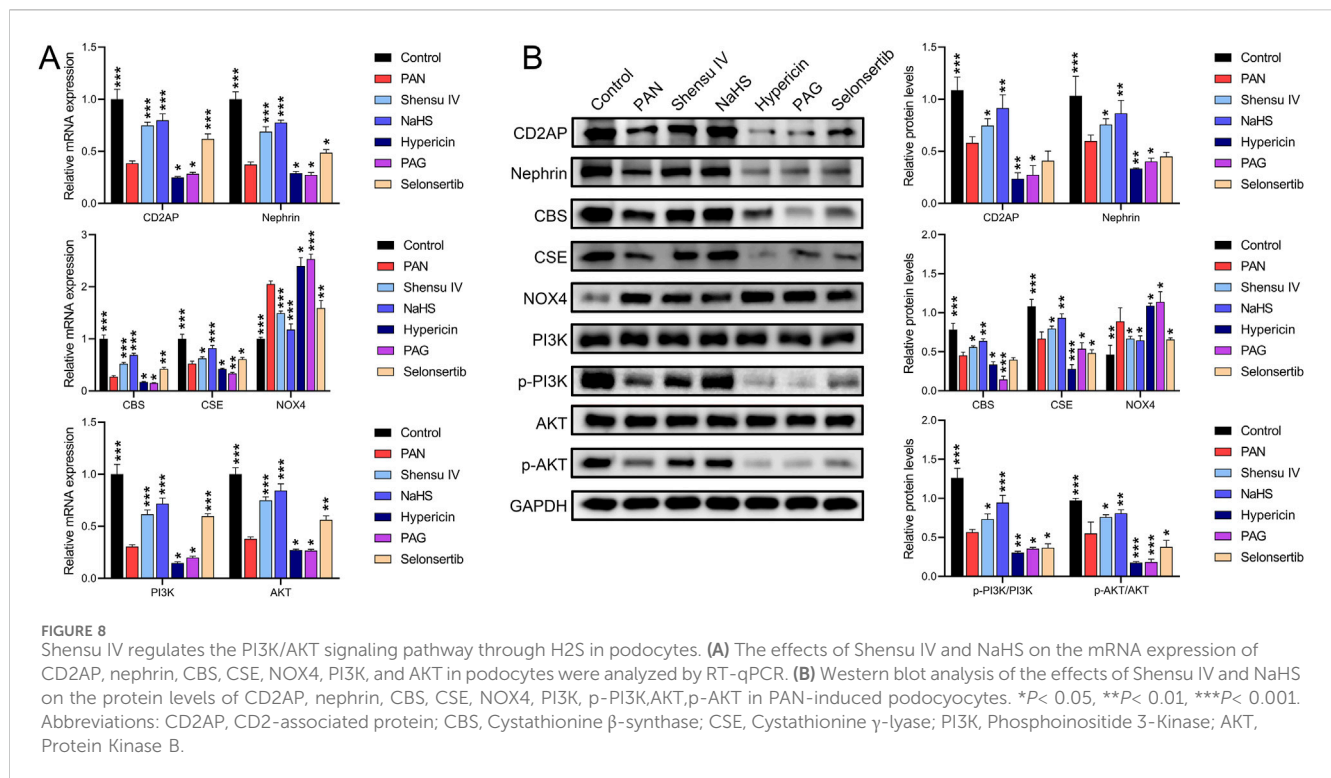 A
Relative mRNA expression
1.5
1.0
0.5
0.0
*** *** *** * * ***
*** *** *** * * *
CD2AP Nephrin
Control
PAN
Shensu IV
NaHS
Hypericin
PAG
Selonsertib
Relative mRNA expression
3
2
1
0
*** *** *** * * **
*** * *** * ** *
*** *** *** * *** **
CBS CSE NOX4
Control
PAN
Shensu IV
NaHS
Hypericin
PAG
Selonsertib
Relative mRNA expression
1.5
1.0
0.5
0.0
*** *** *** * * ***
*** *** *** * * **
PI3K AKT
Control
PAN
Shensu IV
NaHS
Hypericin
PAG
Selonsertib
B
Control PAN Shensu IV NaHS Hypericin PAG Selonsertib
CD2AP
Nephrin
CBS
CSE
NOX4
PI3K
p-PI3K
AKT
p-AKT
GAPDH
Relative protein levels
1.5
1.0
0.5
0.0
*** * ** ** *
*** * ** ** *
CD2AP Nephrin
Control
PAN
Shensu IV
NaHS
Hypericin
PAG
Selonsertib
Relative protein levels
2.0
1.5
1.0
0.5
0.0
*** * ** * ***
*** * ** *** * *
** * * * * *
CBS CSE NOX4
Control
PAN
Shensu IV
NaHS
Hypericin
PAG
Selonsertib
Relative protein levels
2.0
1.5
1.0
0.5
0.0
*** * *** ** * *
*** * ** *** *** *
p-PI3K/PI3K p-AKT/AKT
Control
PAN
Shensu IV
NaHS
Hypericin
PAG
Selonsertib
FIGURE 8
Shensu IV regulates the PI3K/AKT signaling pathway through H2S in podocytes. (A) The effects of Shensu IV and NaHS on the mRNA expression of
CD2AP, nephrin, CBS, CSE, NOX4, PI3K, and AKT in podocytes were analyzed by RT-qPCR. (B) Western blot analysis of the effects of Shensu IV and NaHS
on the protein levels of CD2AP, nephrin, CBS, CSE, NOX4, PI3K, p-PI3K,AKT,p-AKT in PAN-induced podocyocytes. *P< 0.05, **P< 0.01, ***P< 0.001.
Abbreviations: CD2AP, CD2-associated protein; CBS, Cystathionine β-synthase; CSE, Cystathionine γ-lyase; PI3K, Phosphoinositide 3-Kinase; AKT,
Protein Kinase B.